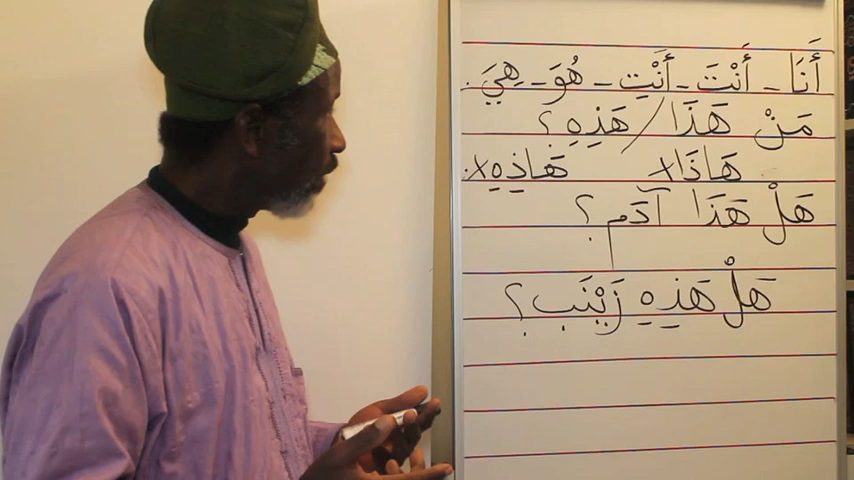 أَنَا - أَنْتَ - أَنْتِ - هُوَ - هِيَ.
مَنْ هَذَا / هَذِهِ؟
هَاذَا x هَاذِهِ x.
هَلْ هَذَا آدَم؟
هَلْ هَذِهِ زَيْنَب؟